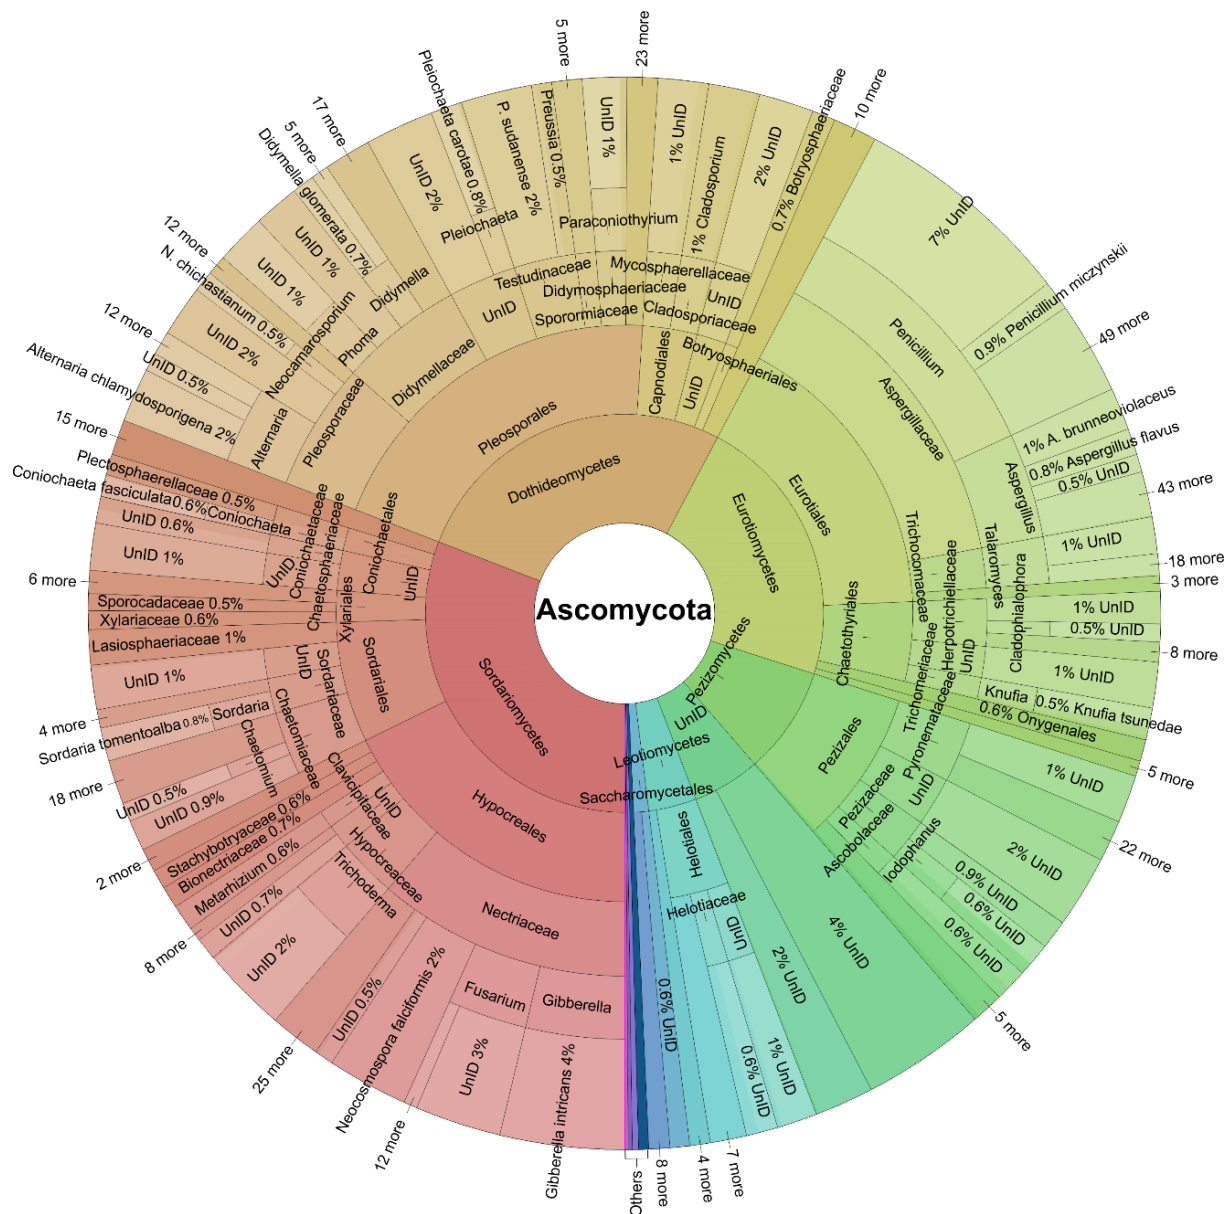 Ascomycota
Dothideomycetes
Pleosporales
Pleosporaceae
Alternaria
Alternaria chlamydosporigena 2%
UnID 0.5%
12 more
UnID 2%
Neocamarosporium
N. chichastianum 0.5%
12 more
Didymellaceae
Phoma
UnID 1%
UnID 1%
Didymella
Didymella glomerata 0.7%
5 more
17 more
UnID
UnID 2%
Pleiochaeta
Pleiochaeta carotae 0.8%
Testudinaceae
P. sudanense 2%
Sporormiaceae
Preussia 0.5%
5 more
Didymosphaeriaceae
Paraconiothyrium
UnID 1%
23 more
Capnodiales
Mycosphaerellaceae
1% UnID
Cladosporiaceae
1% Cladosporium
UnID
UnID
2% UnID
Botryosphaeriales
0.7% Botryosphaeriaceae
10 more
Eurotiomycetes
Eurotiales
Aspergillaceae
Penicillium
7% UnID
0.9% Penicillium miczynskii
49 more
Aspergillus
1% A. brunneoviolaceus
0.8% Aspergillus flavus
0.5% UnID
43 more
Trichocomaceae
Talaromyces
1% UnID
18 more
3 more
Chaetothyriales
Herpotrichiellaceae
Cladophialophora
1% UnID
0.5% UnID
8 more
UnID
1% UnID
Trichomeriaceae
Knufia
0.5% Knufia tsunedae
0.6% Onygenales
5 more
Pezizomycetes
Pezizales
Pyronemataceae
1% UnID
22 more
UnID
2% UnID
Pezizaceae
0.9% UnID
Iodophanus
0.6% UnID
Ascobolaceae
0.6% UnID
5 more
UnID
4% UnID
Leotiomycetes
2% UnID
Helotiales
UnID
1% UnID
0.6% UnID
Helotiaceae
7 more
4 more
Saccharomycetales
0.6% UnID
8 more
Others
Sordariomycetes
Hypocreales
Nectriaceae
Gibberella
Gibberella intricans 4%
Fusarium
UnID 3%
12 more
Neocosmospora falciformis 2%
UnID 0.5%
25 more
Hypocreaceae
Trichoderma
UnID 2%
UnID
UnID 0.7%
8 more
Clavicipitaceae
Metarhizium 0.6%
Bionectriaceae 0.7%
Stachybotryaceae 0.6%
2 more
Sordariales
Chaetomiaceae
Chaetomium
UnID 0.9%
UnID 0.5%
18 more
Sordariaceae
Sordaria
Sordaria tomentoalba 0.8%
4 more
UnID
UnID 1%
Lasiosphaeriaceae 1%
Xylariales
Xylariaceae 0.6%
Sporocadaceae 0.5%
6 more
UnID
Coniochaetales
Chaetosphaeriaceae
UnID
UnID 1%
UnID 0.6%
Coniochaetaceae
Coniochaeta
Coniochaeta fasciculata 0.6%
Plectosphaerellaceae 0.5%
15 more